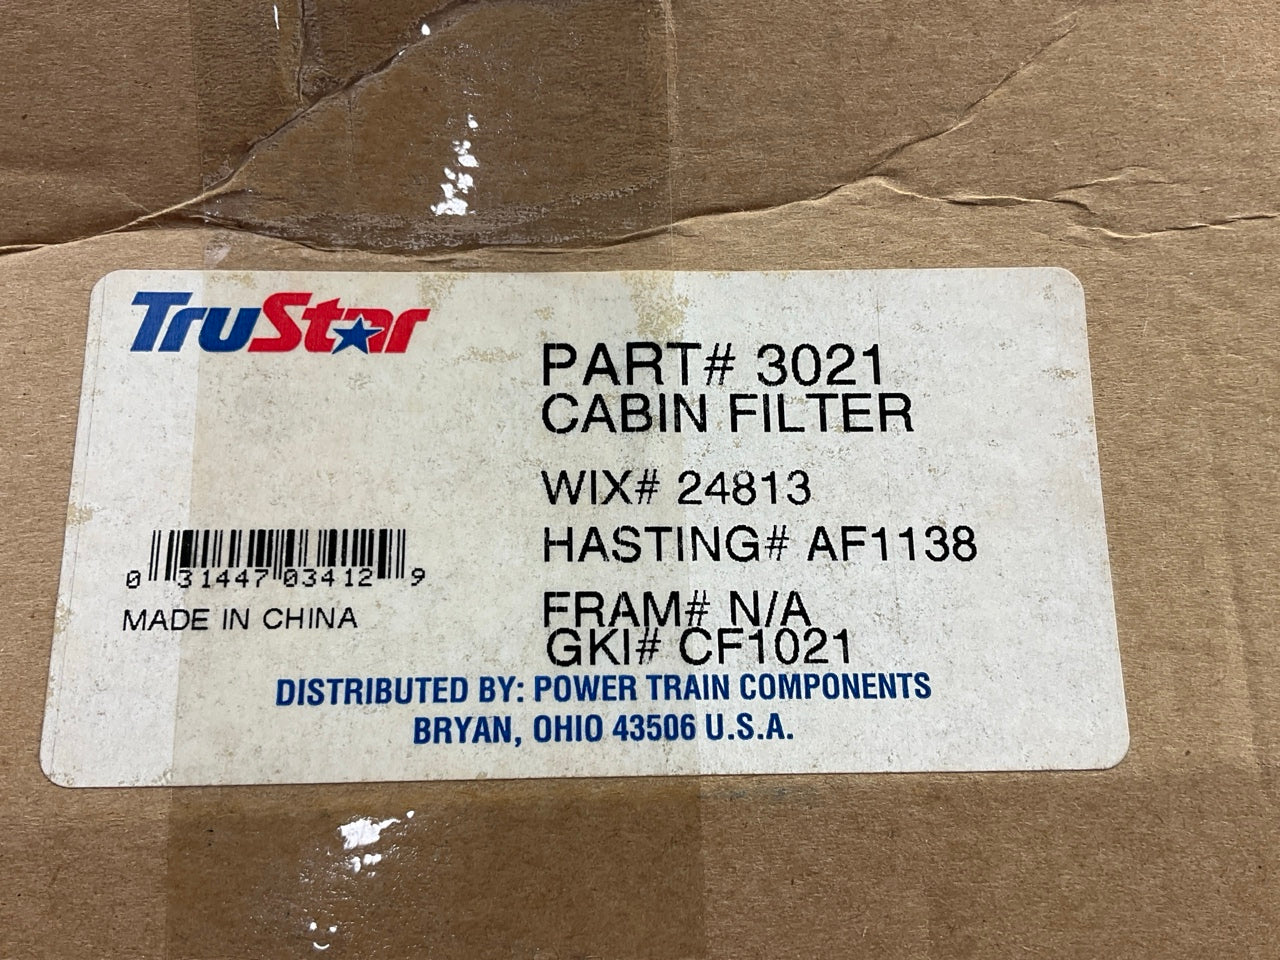 TruStar
PART# 3021
CABIN FILTER
WIX# 24813
HASTING# AF1138
0 31447 03412 9
MADE IN CHINA
FRAM# N/A
GKI# CF1021
DISTRIBUTED BY: POWER TRAIN COMPONENTS
BRYAN, OHIO 43506 U.S.A.